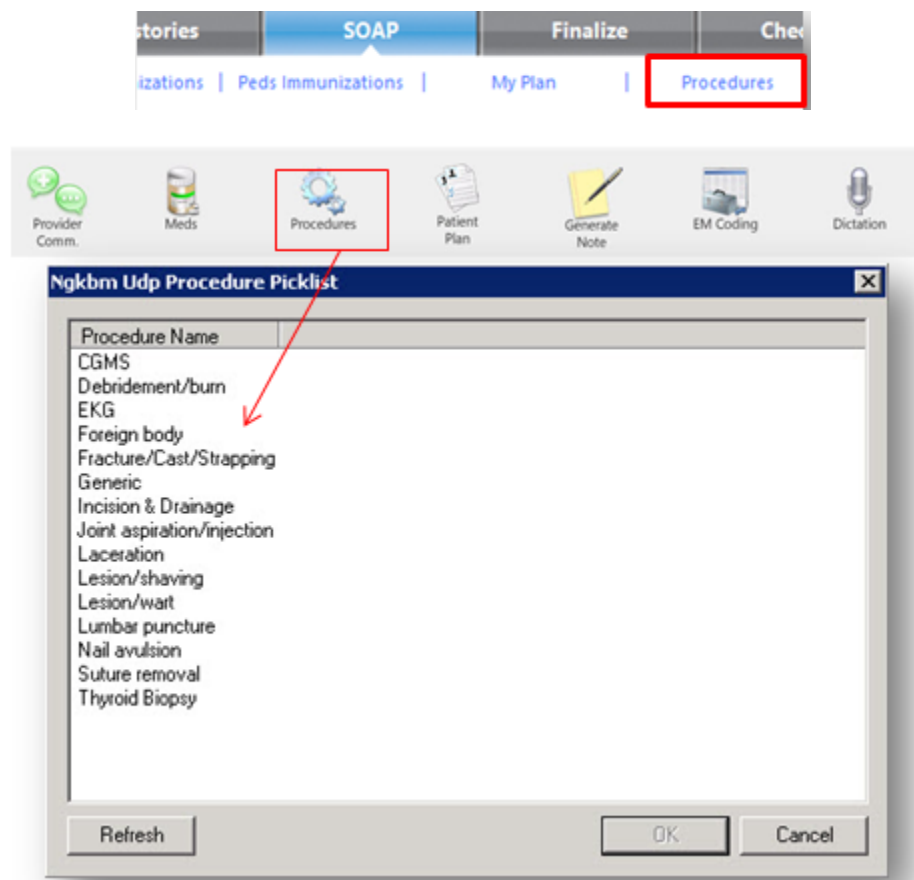 stories SOAP Finalize Chec
izations | Peds Immunizations | My Plan | Procedures
Provider Comm. Meds Procedures Patient Plan Generate Note EM Coding Dictation
Ngkbm Udp Procedure Picklist
Procedure Name
CGMS
Debridement/burn
EKG
Foreign body
Fracture/Cast/Strapping
Generic
Incision & Drainage
Joint aspiration/injection
Laceration
Lesion/shaving
Lesion/wart
Lumbar puncture
Nail avulsion
Suture removal
Thyroid Biopsy
Refresh OK Cancel